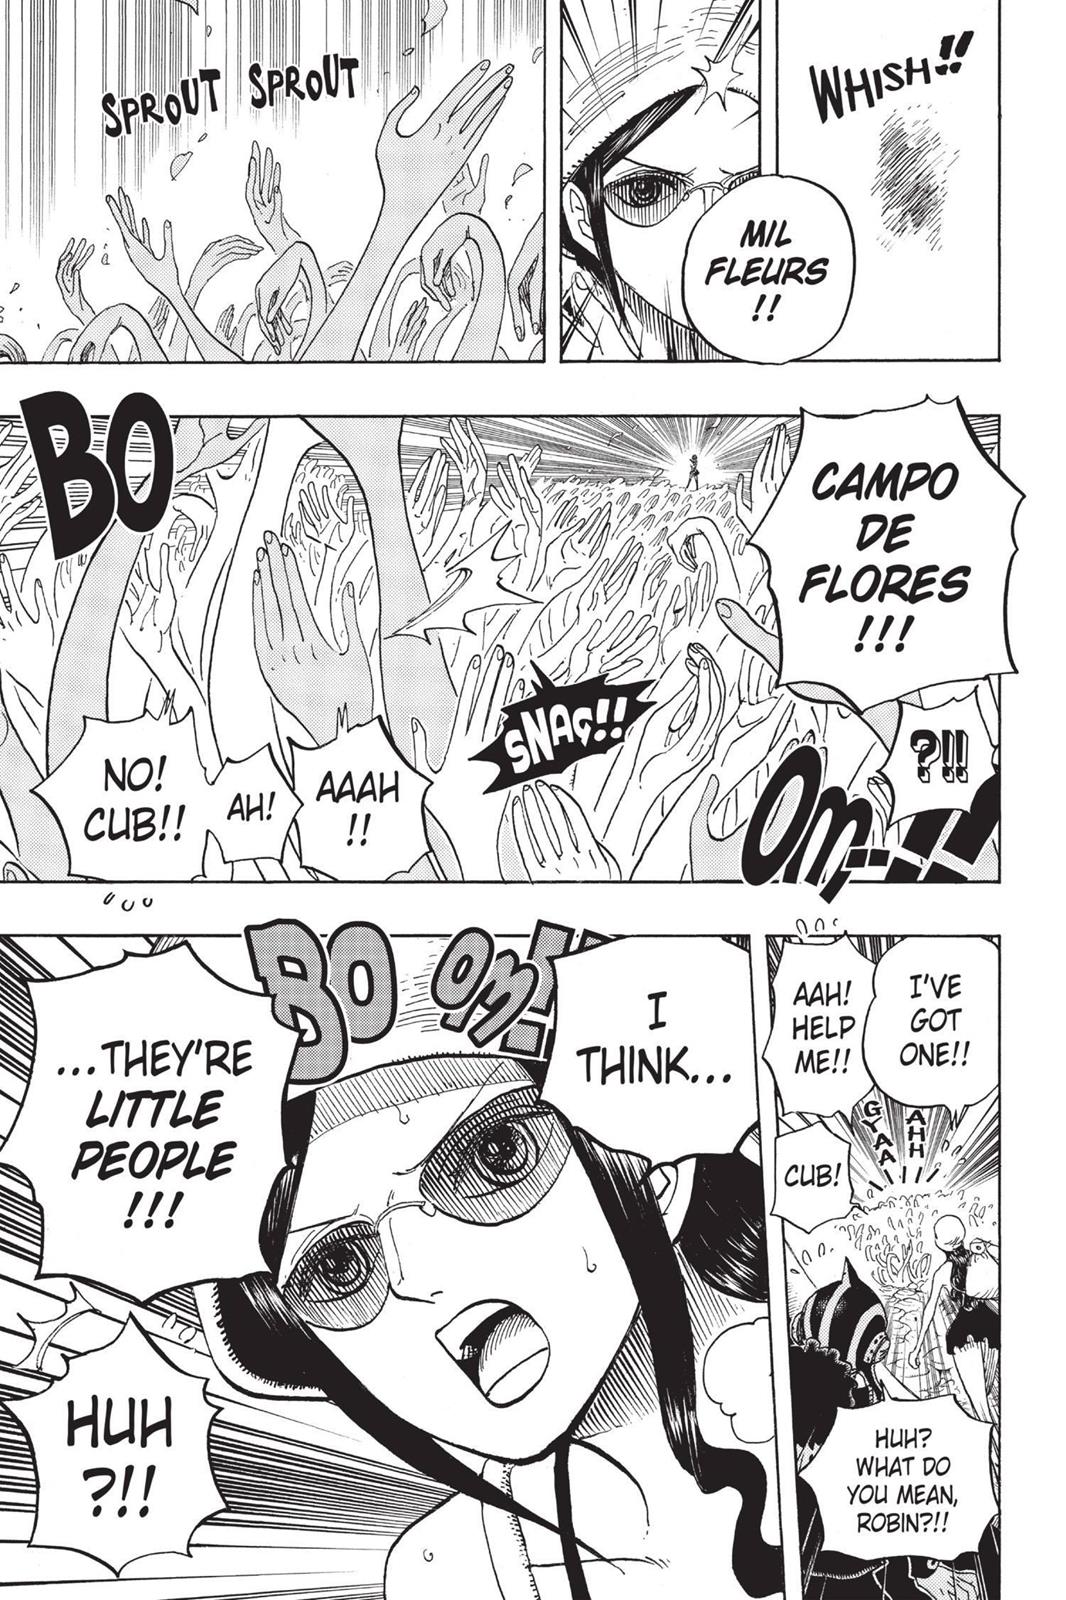 WHISH!!
MIL
FLEURS
!!
SPROUT SPROUT
CAMPO
DE
FLORES
!!!
?!!
BO
OM--!!
SNAG!!
AAAH
!!
AH!
NO!
CUB!!
I'VE
GOT
ONE!!
AAH!
HELP
ME!!
GYAA
AHH
CUB!
HUH?
WHAT DO
YOU MEAN,
ROBIN?!!
I
THINK...
BO OM!!
...THEY'RE
LITTLE
PEOPLE
!!!
HUH
?!!